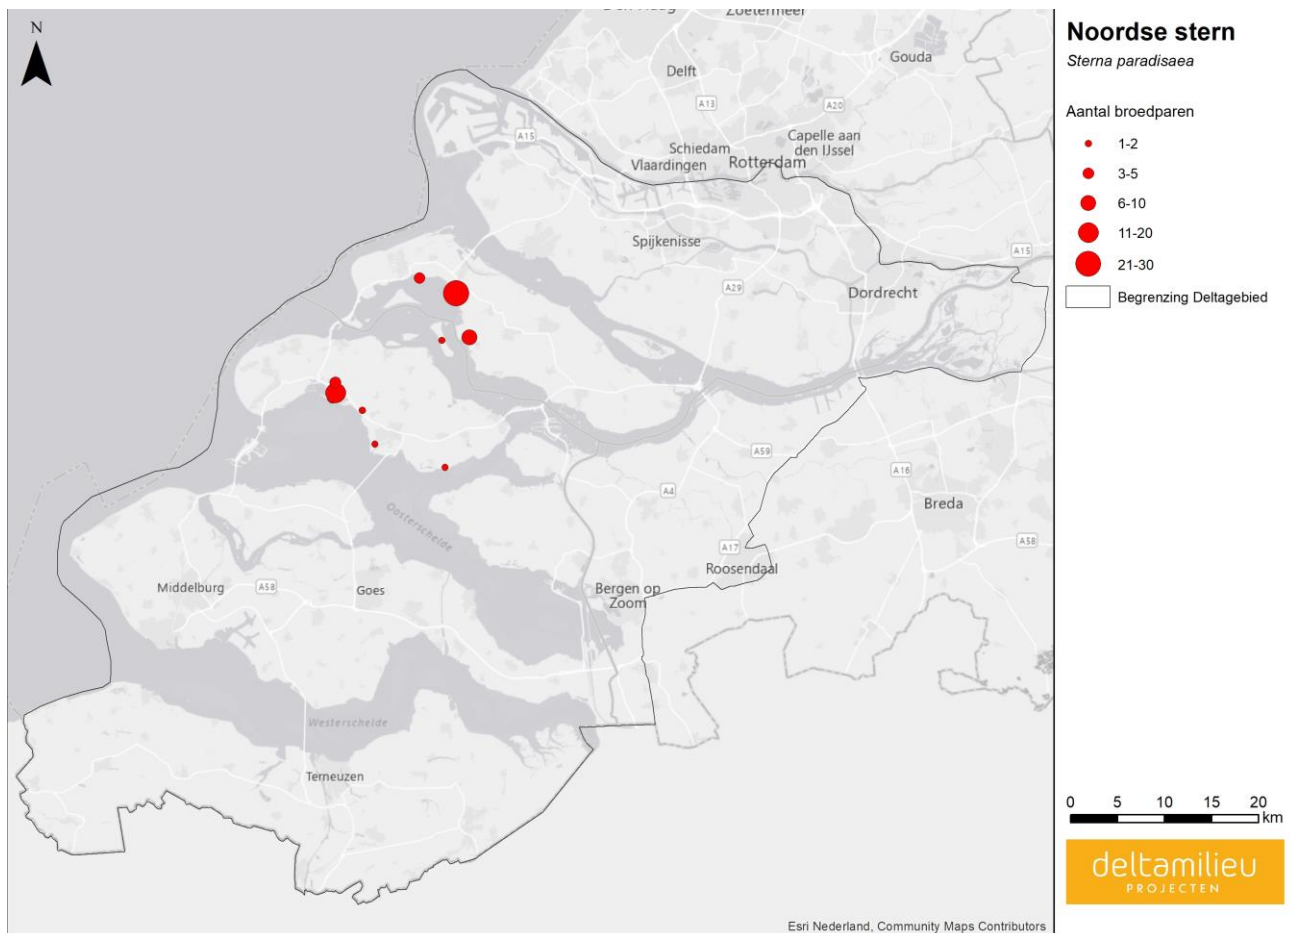 N
Zoetermeer
Gouda
Delft
A13
A20
A15
Capelle aan
den IJssel
Schiedam
Vlaardingen
Rotterdam
Spijkenisse
A15
A29
Dordrecht
A59
A16
A4
Breda
Oosterschelde
A17
A58
Roosendaal
Middelburg
A58
Goes
Bergen op
Zoom
Westerschelde
Terneuzen
Esri Nederland, Community Maps Contributors
Noordse stern
Sterna paradisaea
Aantal broedparen
1-2
3-5
6-10
11-20
21-30
Begrenzing Deltagebied
0 5 10 15 20
km
deltamilieu
PROJECTEN